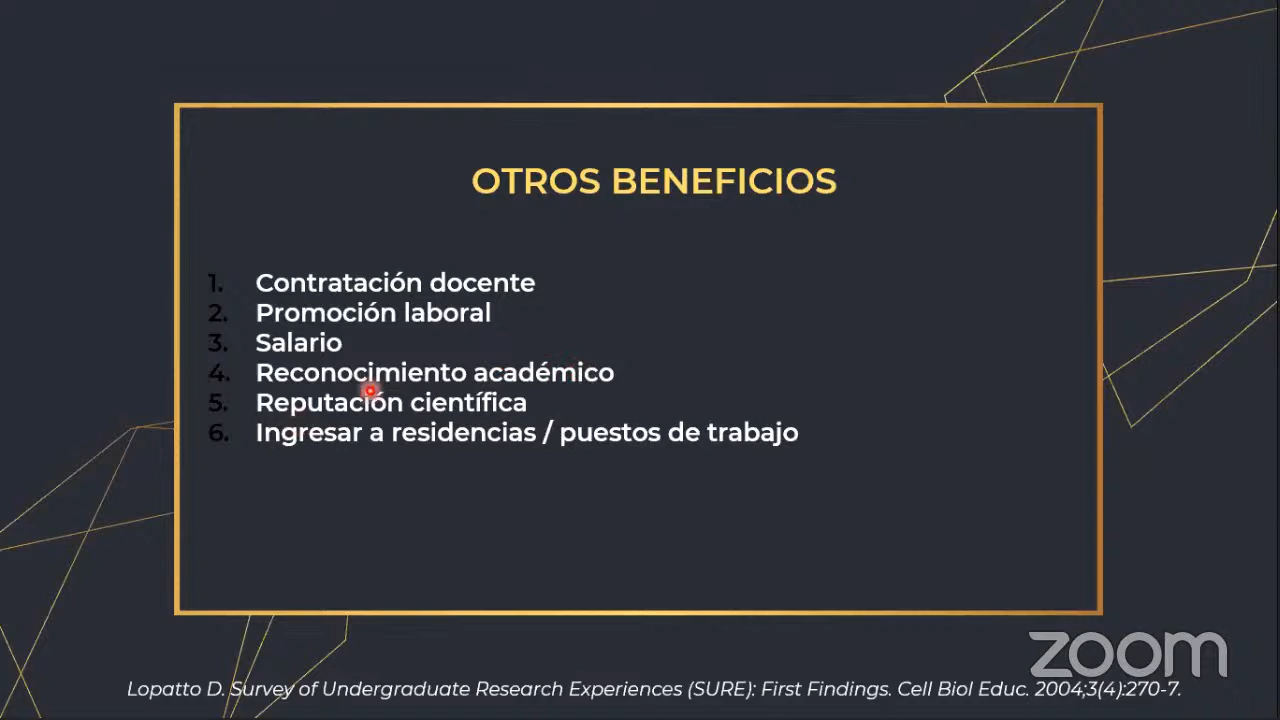 OTROS BENEFICIOS
1. Contratación docente
2. Promoción laboral
3. Salario
4. Reconocimiento académico
5. Reputación científica
6. Ingresar a residencias / puestos de trabajo
zoom
Lopatto D. Survey of Undergraduate Research Experiences (SURE): First Findings. Cell Biol Educ. 2004;3(4):270-7.